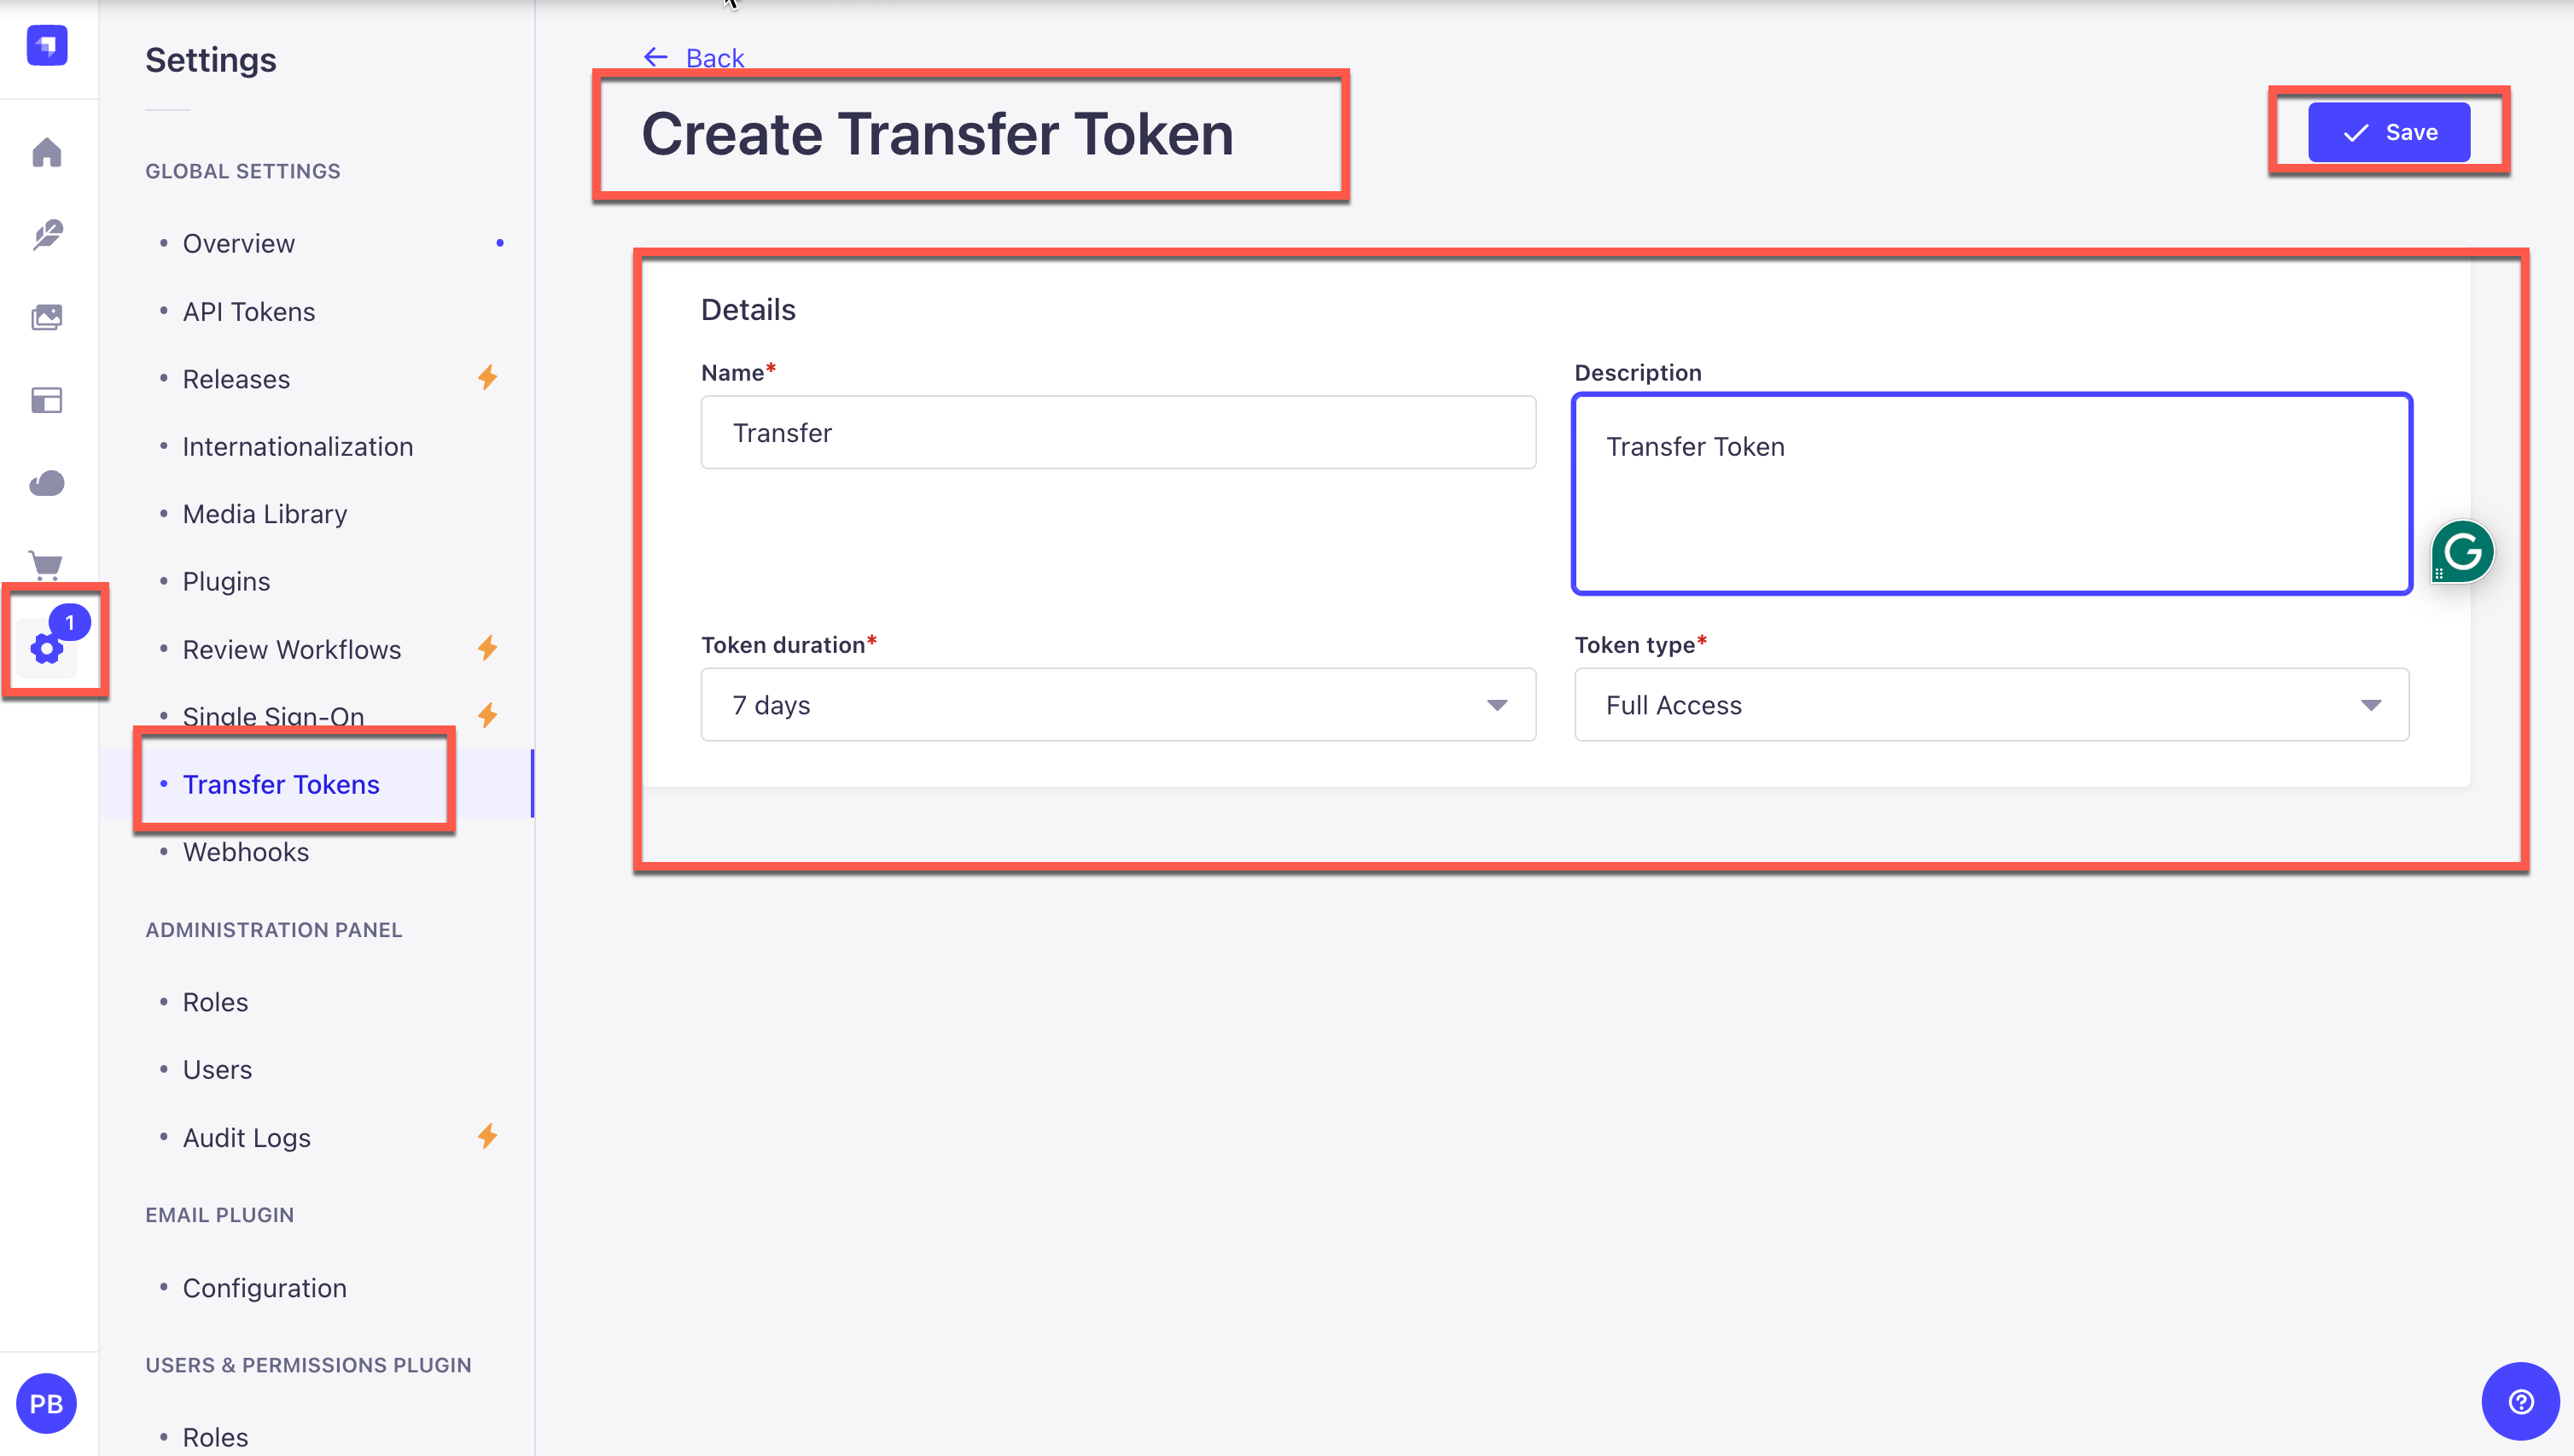 Settings
GLOBAL SETTINGS
Overview
API Tokens
Releases
Internationalization
Media Library
Plugins
Review Workflows
Single Sign-On
Transfer Tokens
Webhooks
ADMINISTRATION PANEL
Roles
Users
Audit Logs
EMAIL PLUGIN
Configuration
USERS & PERMISSIONS PLUGIN
Roles
1
PB
Back
Create Transfer Token
Save
Details
Name*
Transfer
Description
Transfer Token
Token duration*
7 days
Token type*
Full Access